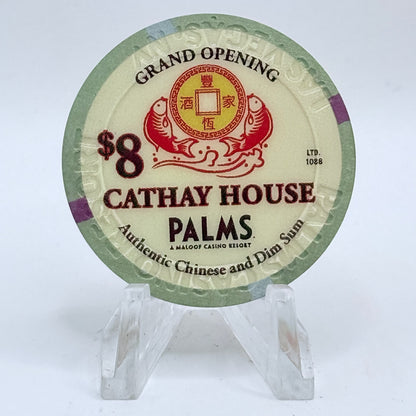 GRAND OPENING
豐
酒 家
恆
$8
LTD.
1088
CATHAY HOUSE
PALMS
A MALOOF CASINO RESORT
Authentic Chinese and Dim Sum